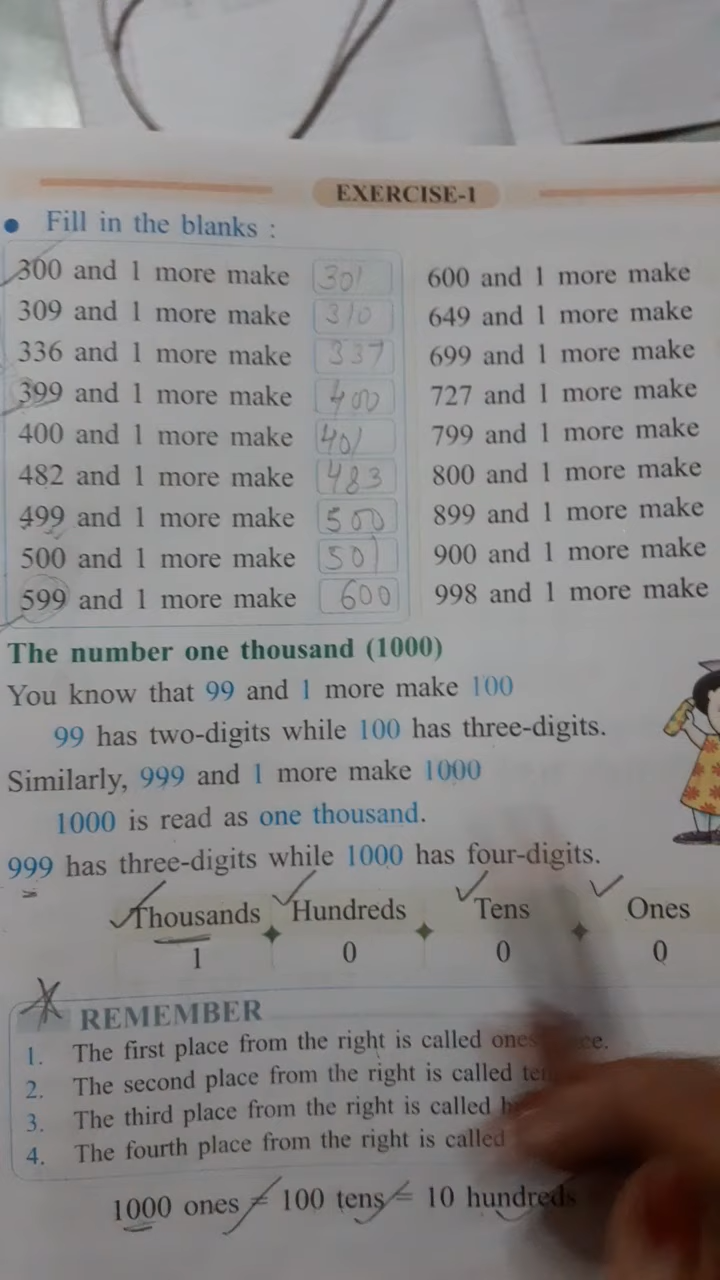 EXERCISE-1
Fill in the blanks :
300 and 1 more make 301
309 and 1 more make 310
336 and 1 more make 337
399 and 1 more make 400
400 and 1 more make 401
482 and 1 more make 483
499 and 1 more make 500
500 and 1 more make 501
599 and 1 more make 600
600 and 1 more make
649 and 1 more make
699 and 1 more make
727 and 1 more make
799 and 1 more make
800 and 1 more make
899 and 1 more make
900 and 1 more make
998 and 1 more make
The number one thousand (1000)
You know that 99 and 1 more make 100
99 has two-digits while 100 has three-digits.
Similarly, 999 and 1 more make 1000
1000 is read as one thousand.
999 has three-digits while 1000 has four-digits.
Thousands Hundreds Tens Ones
1 0 0 0
REMEMBER
1. The first place from the right is called ones
2. The second place from the right is called
3. The third place from the right is called
4. The fourth place from the right is called
1000 ones = 100 tens = 10 hundreds